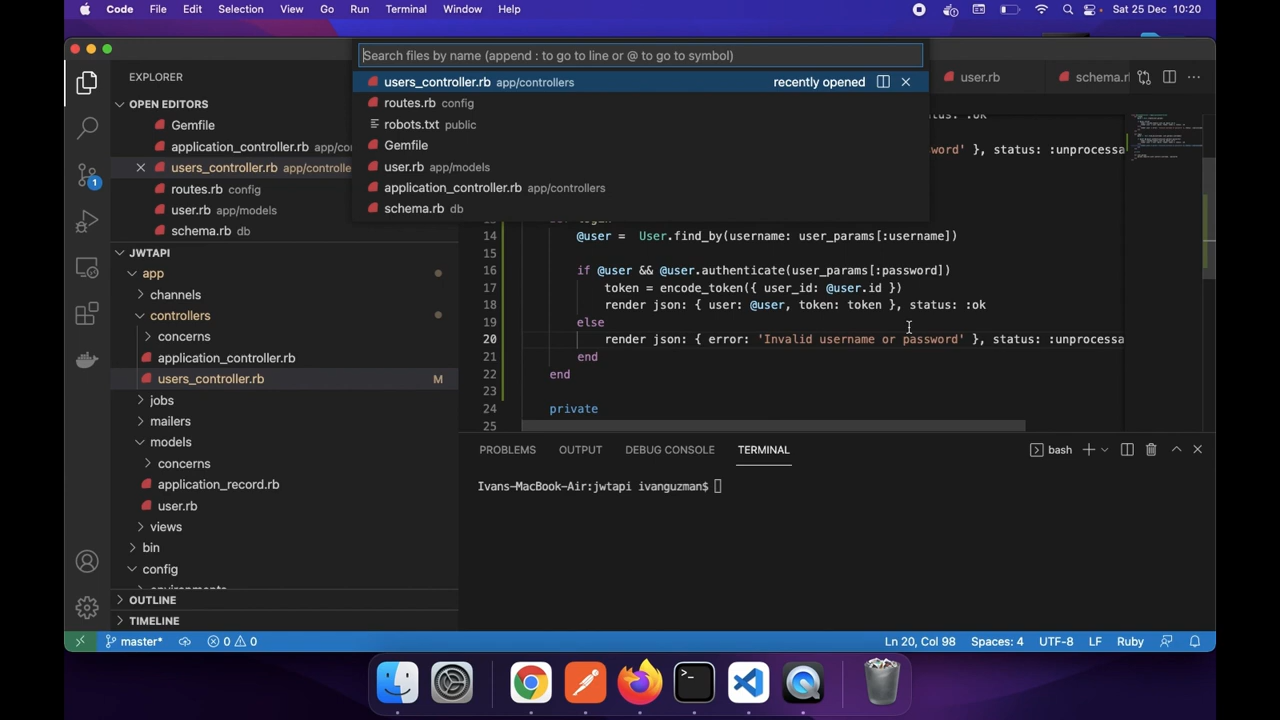 Code File Edit Selection View Go Run Terminal Window Help Sat 25 Dec 10:20
Search files by name (append : to go to line or @ to go to symbol)
users_controller.rb app/controllers recently opened
routes.rb config
robots.txt public
Gemfile
user.rb app/models
application_controller.rb app/controllers
schema.rb db
EXPLORER
OPEN EDITORS
Gemfile
application_controller.rb app/co
users_controller.rb app/controlle
routes.rb config
user.rb app/models
schema.rb db
JWTAPI
app
channels
controllers
concerns
application_controller.rb
users_controller.rb M
jobs
mailers
models
concerns
application_record.rb
user.rb
views
bin
config
OUTLINE
TIMELINE
1
user.rb schema.r
s: :ok
word' }, status: :unprocessa
14 @user = User.find_by(username: user_params[:username])
15
16 if @user && @user.authenticate(user_params[:password])
17 token = encode_token({ user_id: @user.id })
18 render json: { user: @user, token: token }, status: :ok
19 else
20 render json: { error: 'Invalid username or password' }, status: :unprocessa
21 end
22 end
23
24 private
25
PROBLEMS OUTPUT DEBUG CONSOLE TERMINAL bash
Ivans-MacBook-Air:jwtapi ivanguzman$
master* 0 0 Ln 20, Col 98 Spaces: 4 UTF-8 LF Ruby